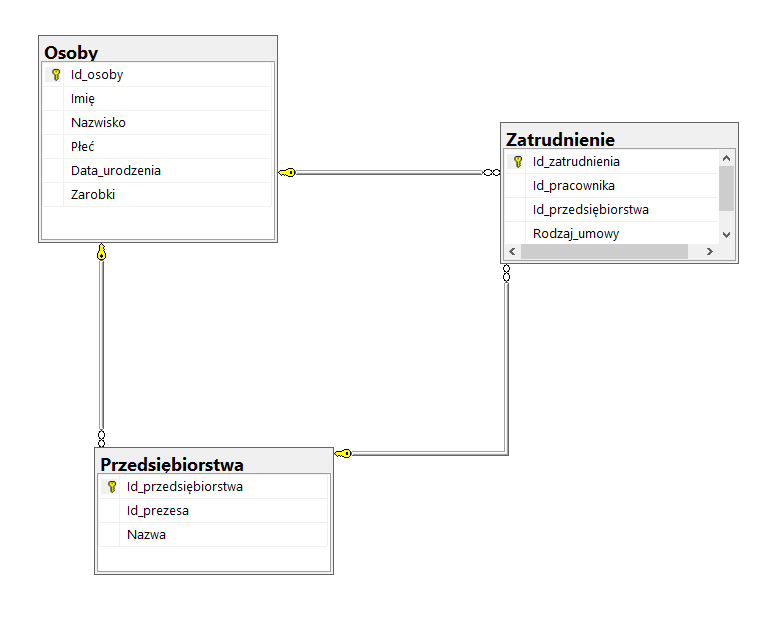 Osoby
Id_osoby
Imię
Nazwisko
Płeć
Data_urodzenia
Zarobki
Zatrudnienie
Id_zatrudnienia
Id_pracownika
Id_przedsiębiorstwa
Rodzaj_umowy
Przedsiębiorstwa
Id_przedsiębiorstwa
Id_prezesa
Nazwa